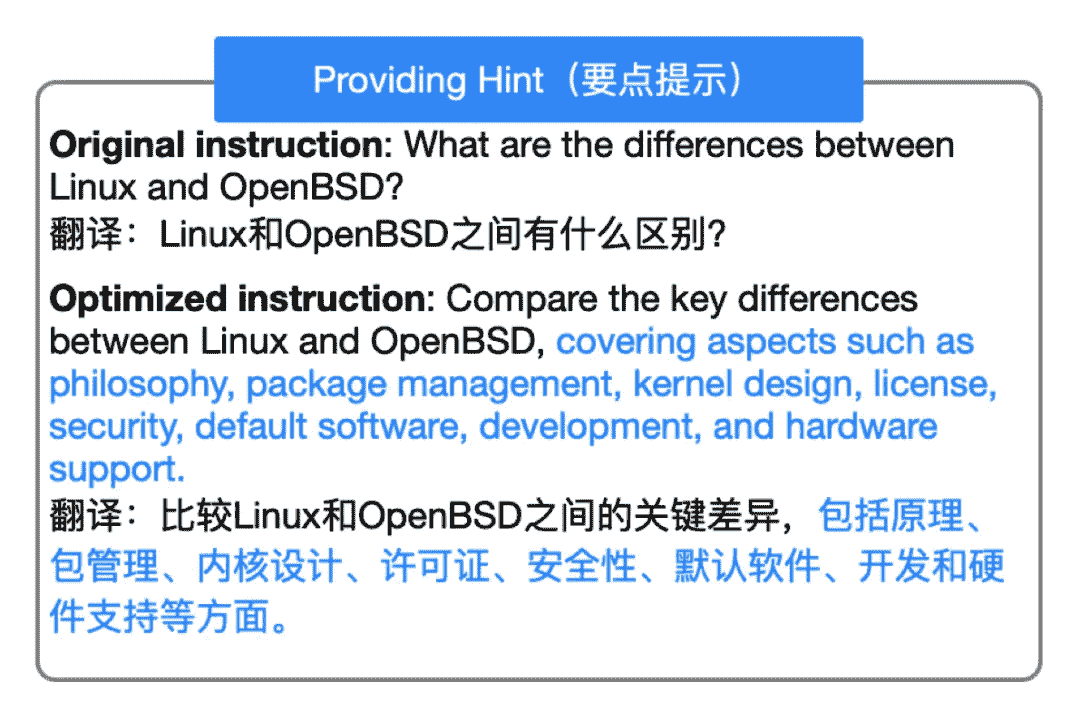 Providing Hint（要点提示）
Original instruction: What are the differences between
Linux and OpenBSD?
翻译：Linux和OpenBSD之间有什么区别?
Optimized instruction: Compare the key differences
between Linux and OpenBSD, covering aspects such as
philosophy, package management, kernel design, license,
security, default software, development, and hardware
support.
翻译：比较Linux和OpenBSD之间的关键差异，包括原理、
包管理、内核设计、许可证、安全性、默认软件、开发和硬
件支持等方面。